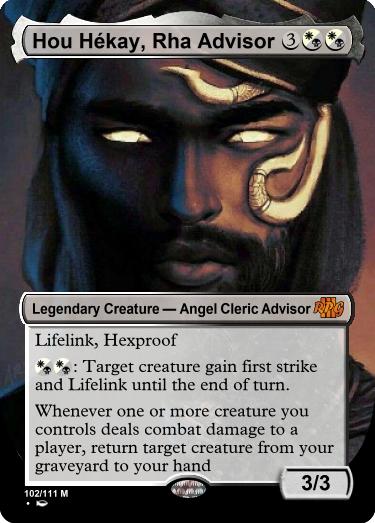 Hou Hékay, Rha Advisor 3
Legendary Creature — Angel Cleric Advisor RPG
Lifelink, Hexproof
: Target creature gain first strike
and Lifelink until the end of turn.
Whenever one or more creature you
controls deals combat damage to a
player, return target creature from your
graveyard to your hand
3/3
102/111 M